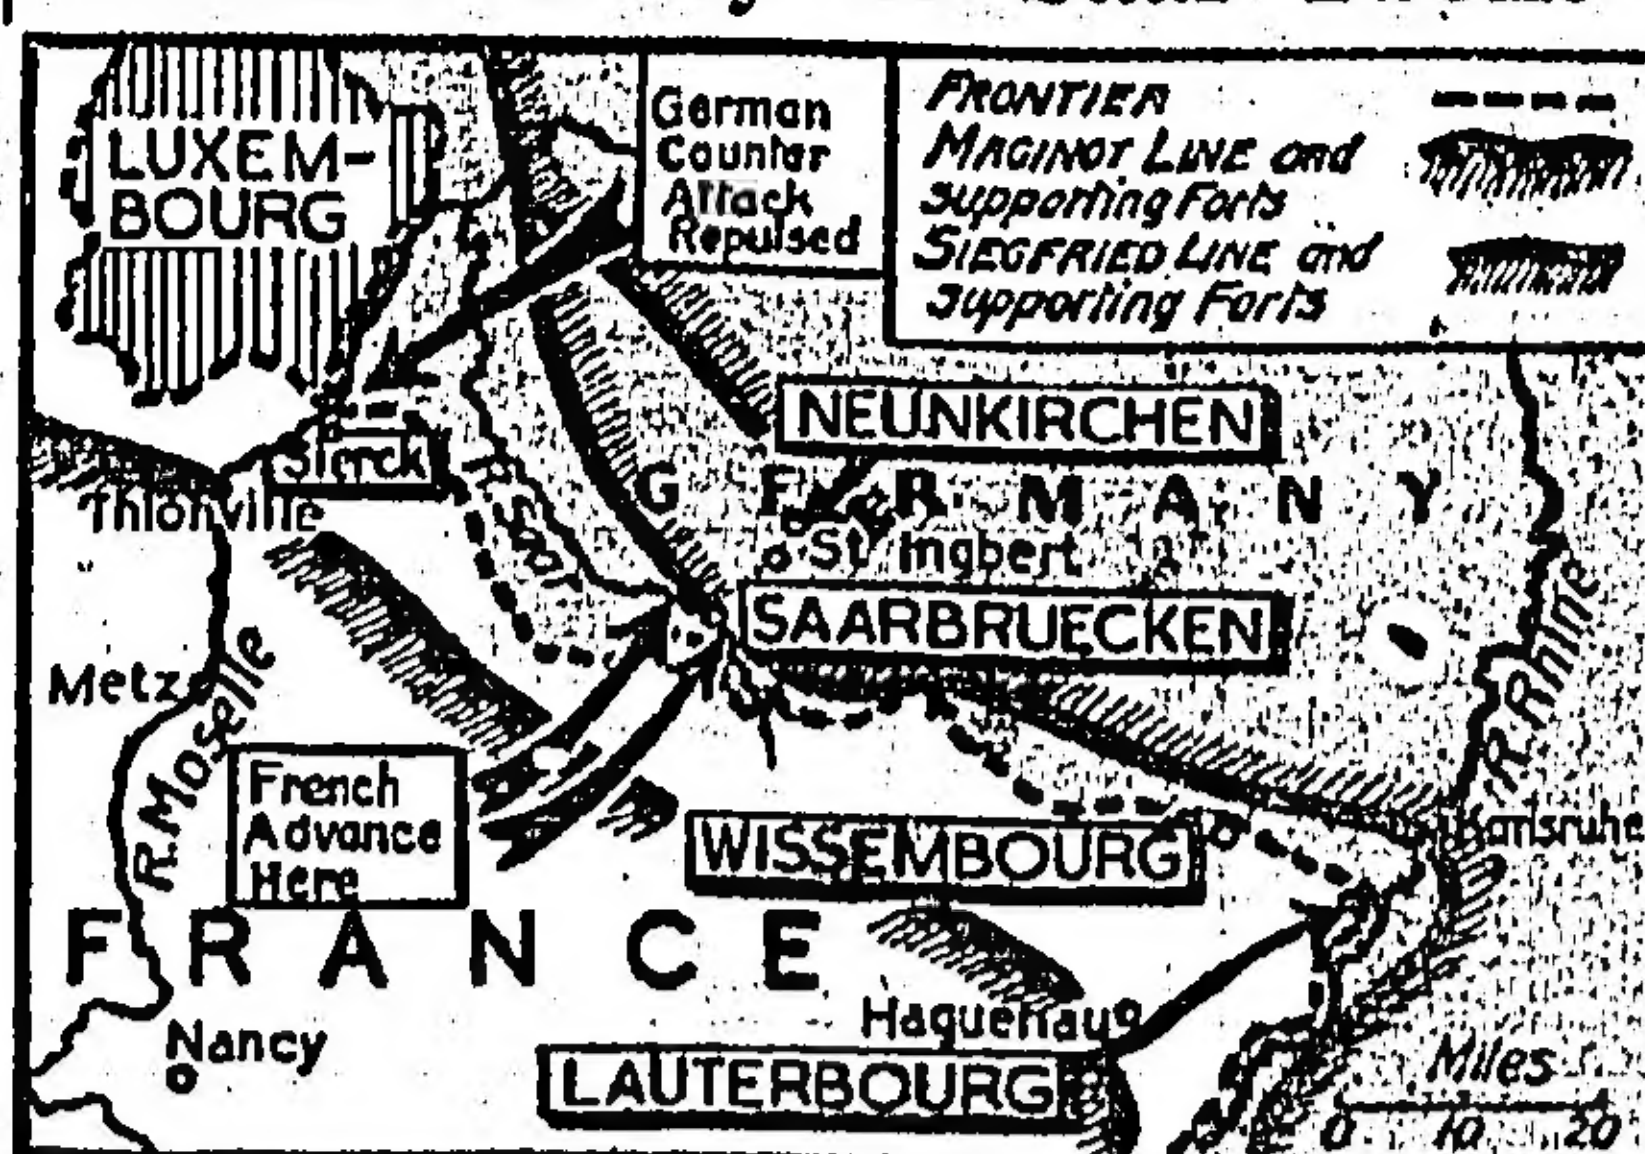 LUXEM-
BOURG
German
Counter
Attack
Repulsed
FRONTIER
MAGINOT LINE and
supporting Forts
SIEGFRIED LINE and
supporting Forts
NEUNKIRCHEN
Sierck
Thionville
GERMANY
R. Saar
St Ingbert
SAARBRUECKEN
R. Rhine
Metz
R. Moselle
French
Advance
Here
WISSEMBOURG
Karlsruhe
FRANCE
Haguenau
Nancy
LAUTERBOURG
Miles
0 10 20